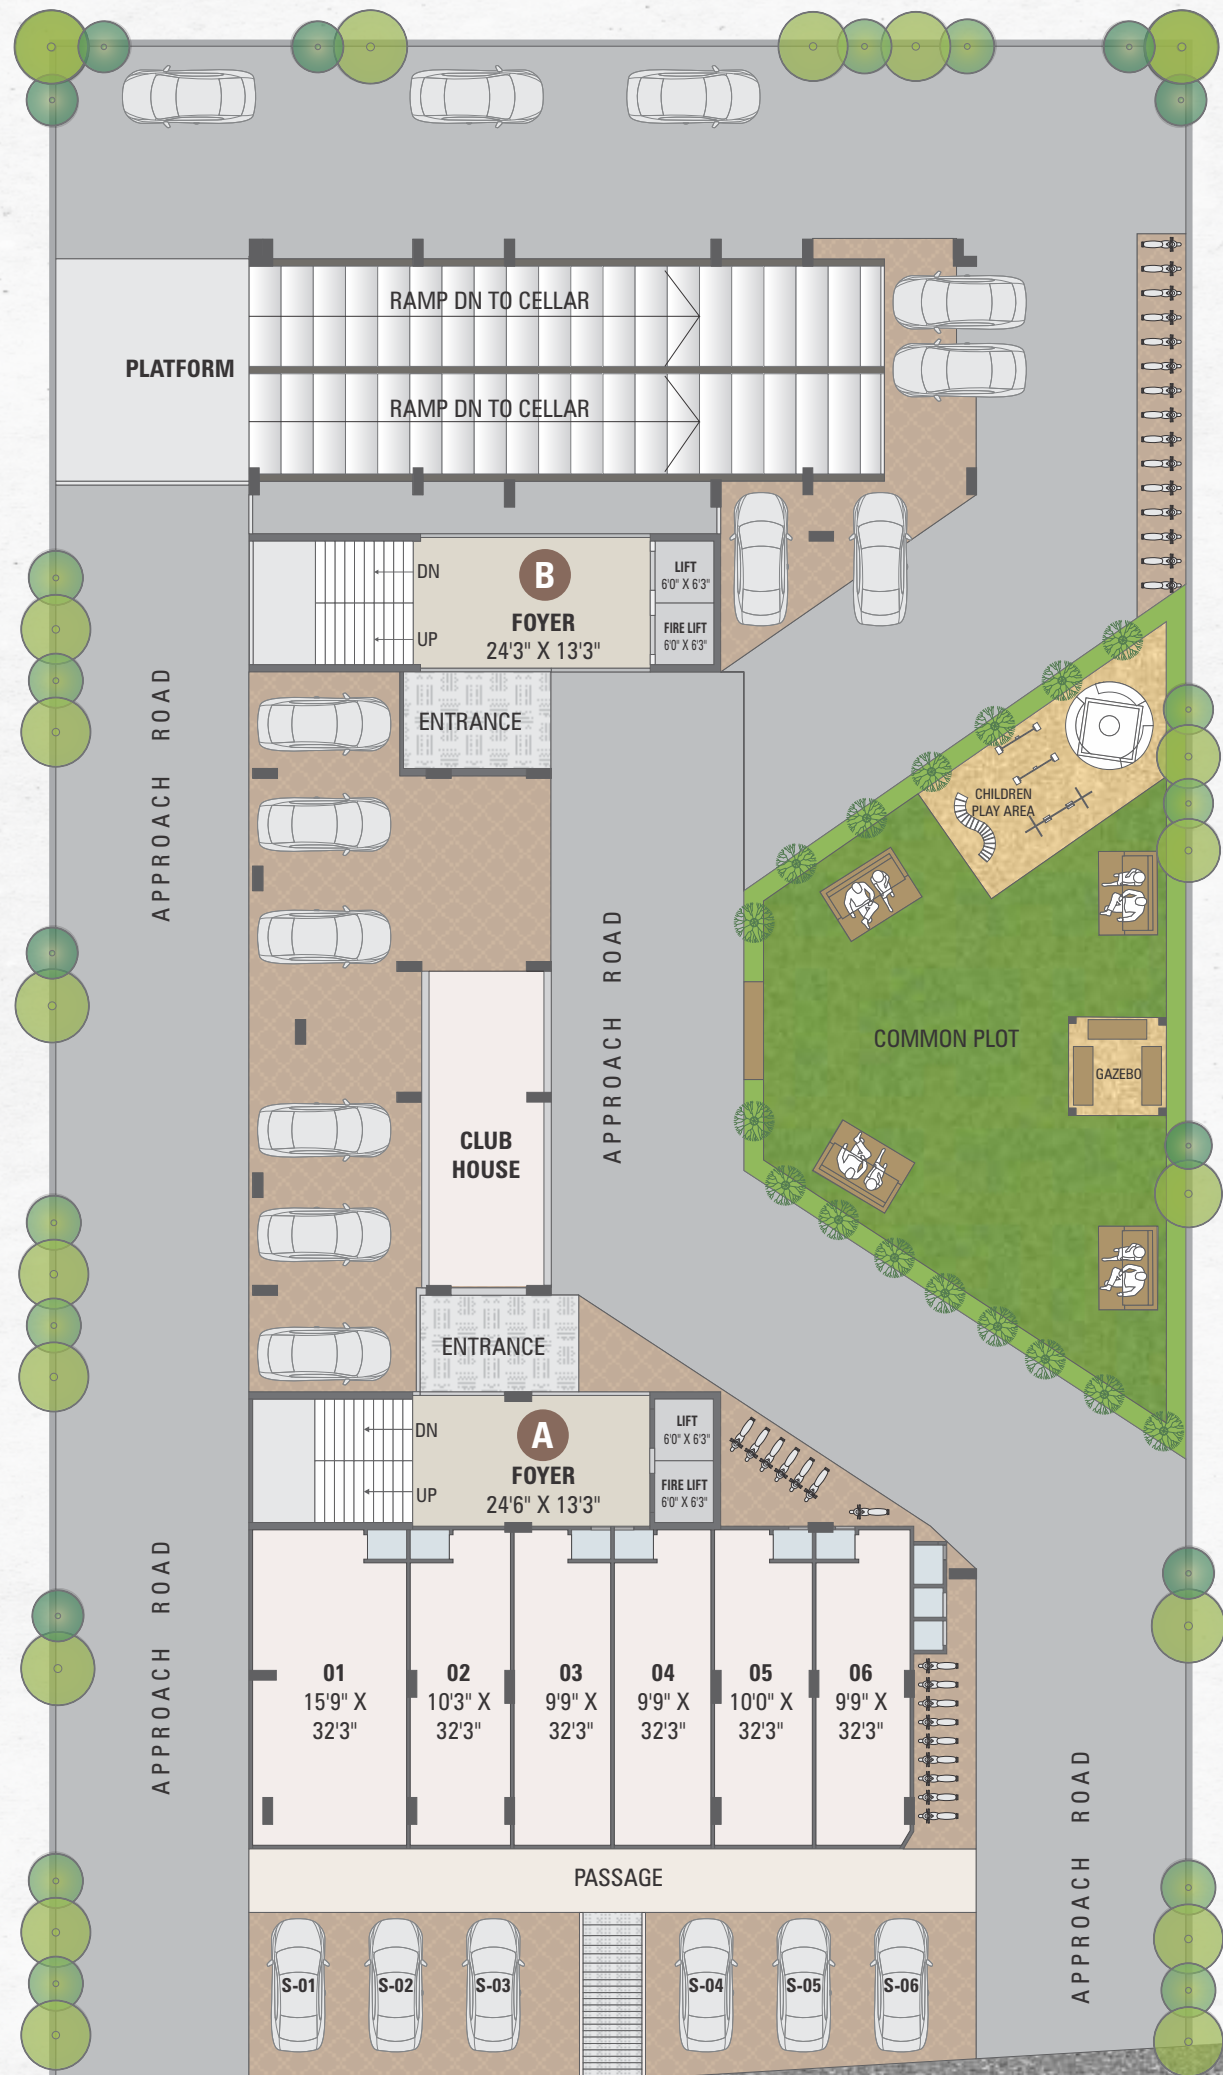 RAMP DN TO CELLAR
PLATFORM
RAMP DN TO CELLAR
B
FOYER
24'3" X 13'3"
DN
UP
LIFT
6'0" X 6'3"
FIRE LIFT
6'0" X 6'3"
ENTRANCE
APPROACH ROAD
CHILDREN
PLAY AREA
APPROACH ROAD
COMMON PLOT
GAZEBO
CLUB
HOUSE
ENTRANCE
A
FOYER
24'6" X 13'3"
DN
UP
LIFT
6'0" X 6'3"
FIRE LIFT
6'0" X 6'3"
APPROACH ROAD
01
15'9" X
32'3"
02
10'3" X
32'3"
03
9'9" X
32'3"
04
9'9" X
32'3"
05
10'0" X
32'3"
06
9'9" X
32'3"
APPROACH ROAD
PASSAGE
S-01
S-02
S-03
S-04
S-05
S-06